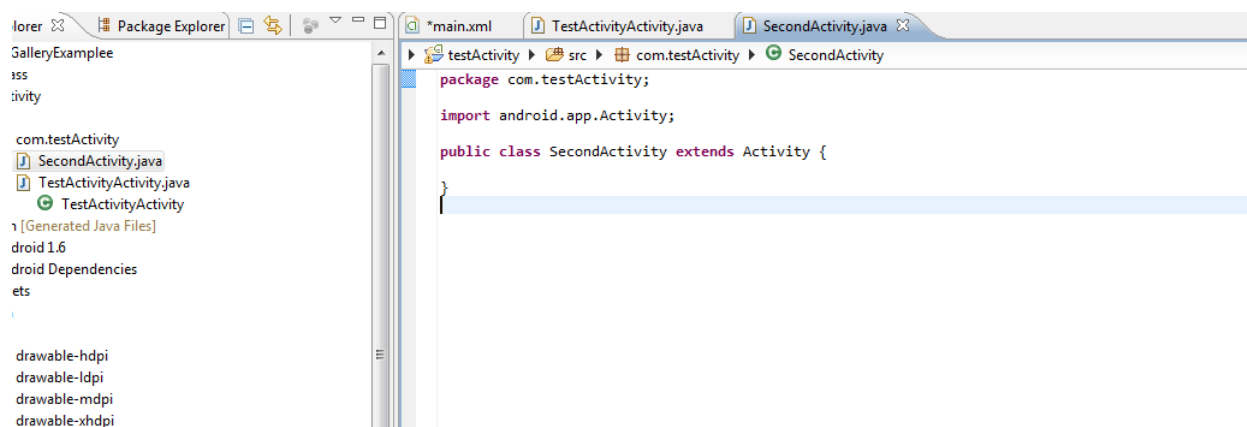 lorer Package Explorer
GalleryExamplee
ass
tivity
com.testActivity
SecondActivity.java
TestActivityActivity.java
TestActivityActivity
[Generated Java Files]
droid 1.6
droid Dependencies
ets
drawable-hdpi
drawable-ldpi
drawable-mdpi
drawable-xhdpi
*main.xml TestActivityActivity.java SecondActivity.java
testActivity src com.testActivity SecondActivity
package com.testActivity;
import android.app.Activity;
public class SecondActivity extends Activity {
}